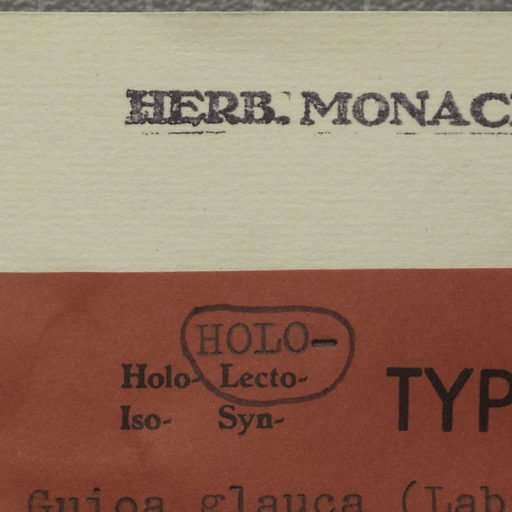 HERB. MONAC
HOLO-
Holo- Lecto- TYP
Iso- Syn-
Guioa glauca (Lab